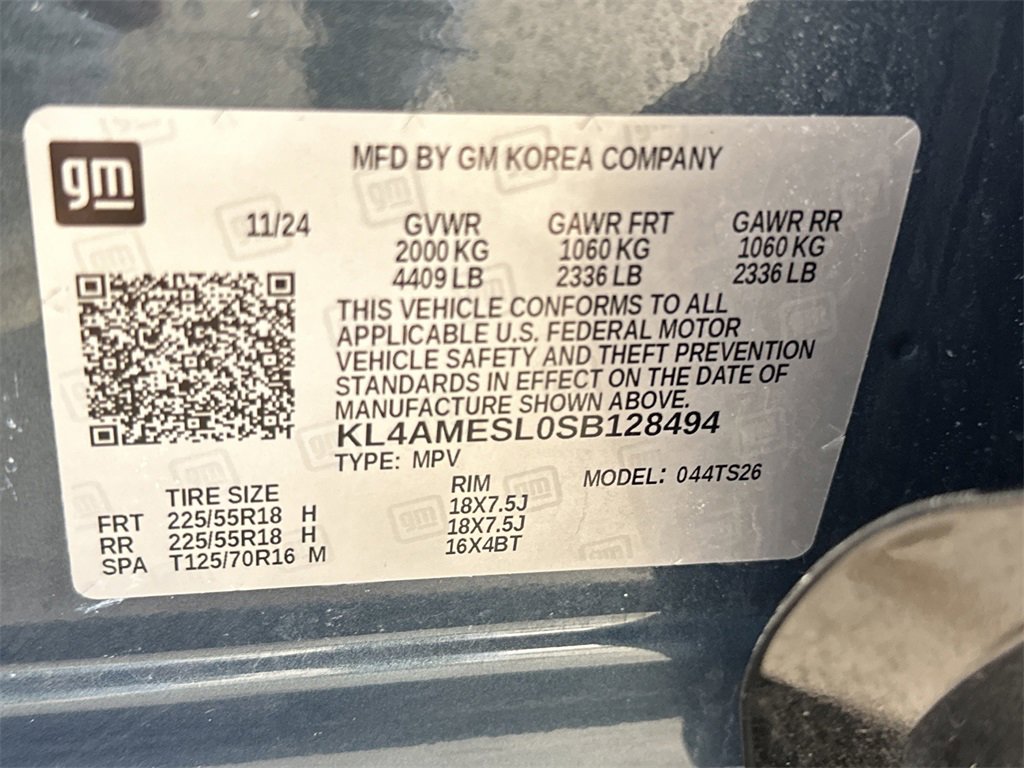 gm
MFD BY GM KOREA COMPANY
11/24 GVWR GAWR FRT GAWR RR
2000 KG 1060 KG 1060 KG
4409 LB 2336 LB 2336 LB
THIS VEHICLE CONFORMS TO ALL
APPLICABLE U.S. FEDERAL MOTOR
VEHICLE SAFETY AND THEFT PREVENTION
STANDARDS IN EFFECT ON THE DATE OF
MANUFACTURE SHOWN ABOVE.
KL4AMESL0SB128494
TYPE: MPV MODEL: 044TS26
TIRE SIZE RIM
FRT 225/55R18 H 18X7.5J
RR 225/55R18 H 18X7.5J
SPA T125/70R16 M 16X4BT